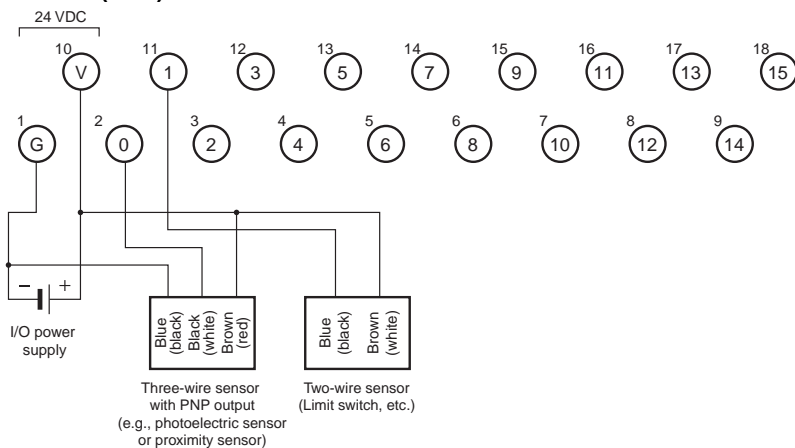 24 VDC
10 11 12 13 14 15 16 17 18
V 1 3 5 7 9 11 13 15
1 2 3 4 5 6 7 8 9
G 0 2 4 6 8 10 12 14
− +
I/O power
supply
Blue
(black)
Black
(white)
Brown
(red)
Blue
(black)
Brown
(white)
Three-wire sensor
with PNP output
(e.g., photoelectric sensor
or proximity sensor)
Two-wire sensor
(Limit switch, etc.)